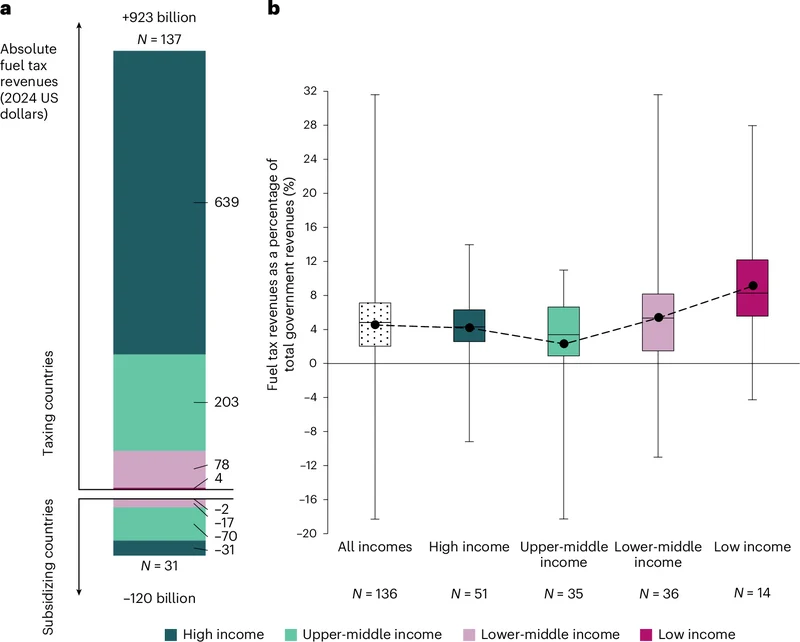 a
+923 billion
N = 137
Absolute
fuel tax
revenues
(2024 US
dollars)
639
203
78
4
Taxing countries
–2
–17
–70
–31
Subsidizing countries
N = 31
–120 billion
b
Fuel tax revenues as a percentage of
total government revenues (%)
32
28
24
20
16
12
8
4
0
–4
–8
–12
–16
–20
All incomes
High income
Upper-middle
income
Lower-middle
income
Low income
N = 136
N = 51
N = 35
N = 36
N = 14
High income
Upper-middle income
Lower-middle income
Low income